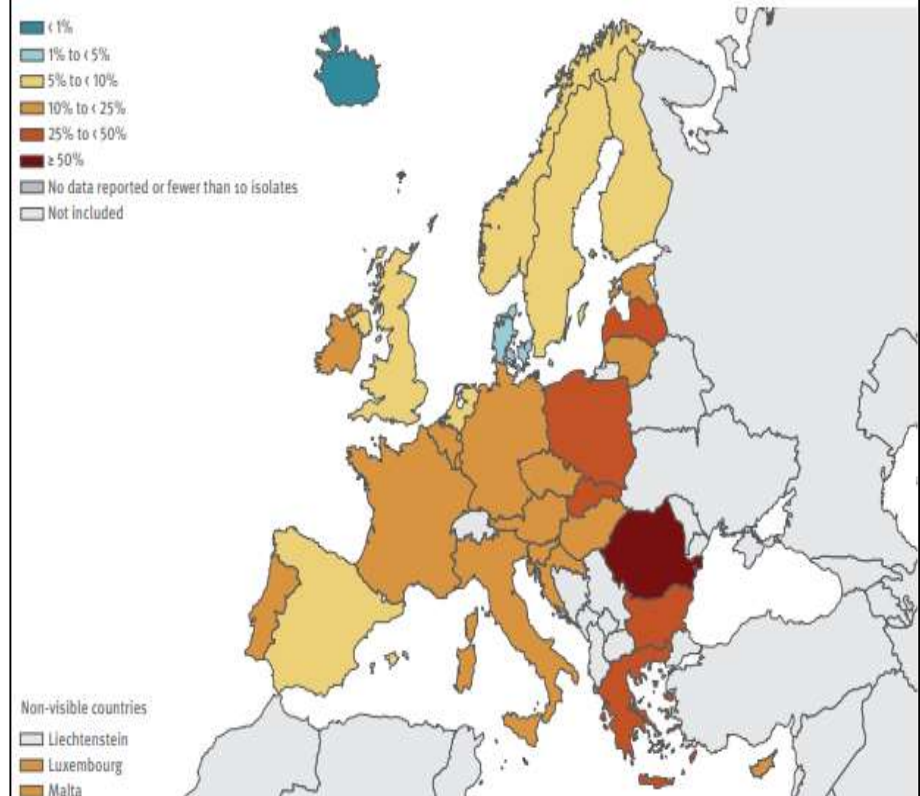 < 1%
1% to < 5%
5% to < 10%
10% to < 25%
25% to < 50%
≥ 50%
No data reported or fewer than 10 isolates
Not included
Non-visible countries
Liechtenstein
Luxembourg
Malta